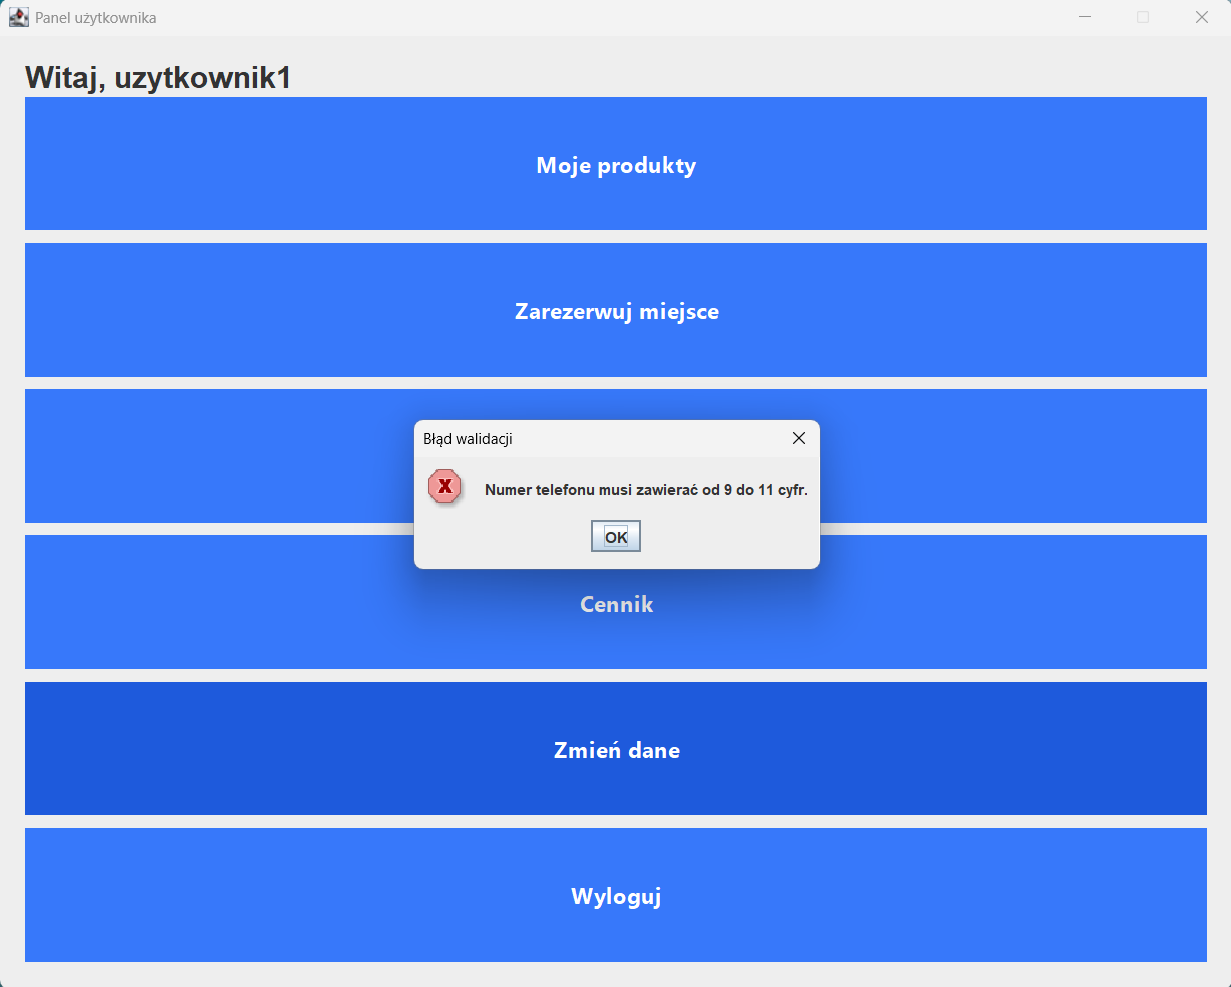 Panel użytkownika
Witaj, uzytkownik1
Moje produkty
Zarezerwuj miejsce
Błąd walidacji
X
Numer telefonu musi zawierać od 9 do 11 cyfr.
OK
Cennik
Zmień dane
Wyloguj